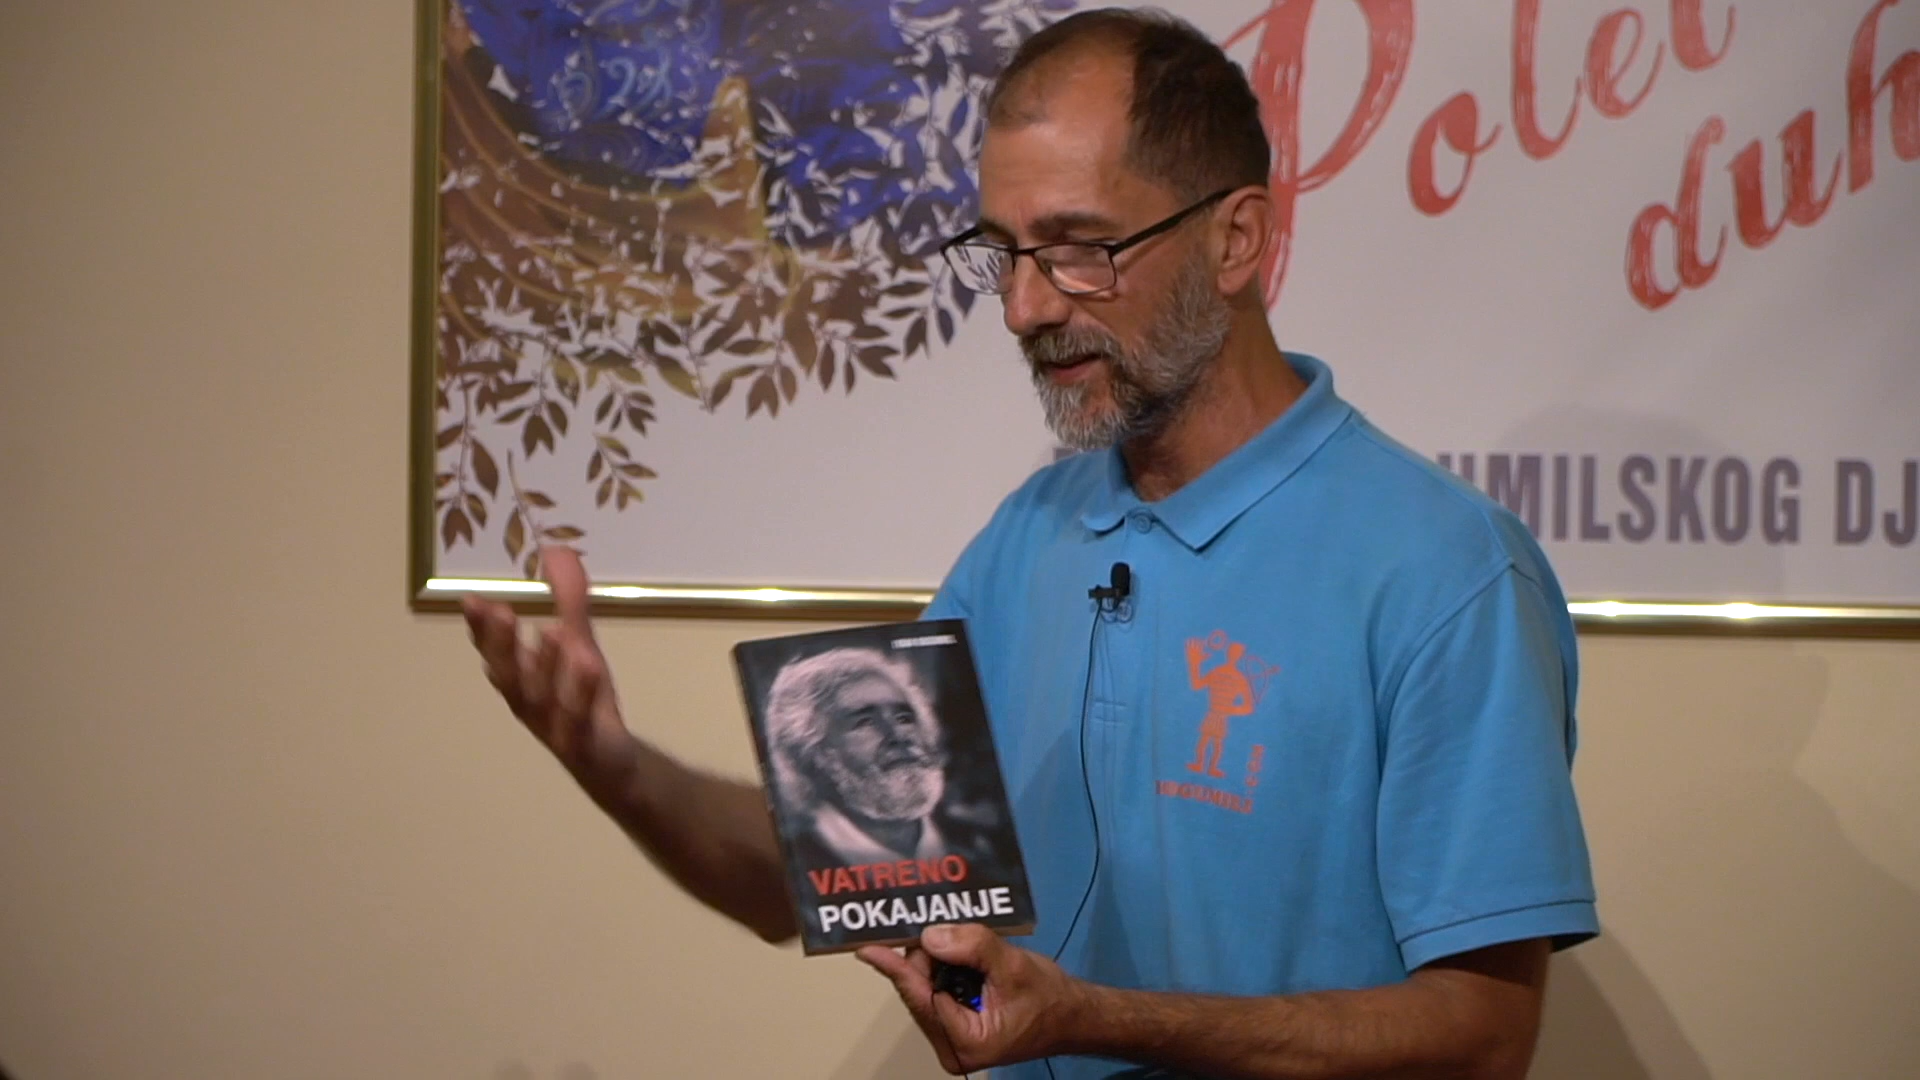 Polet
duh
UMILSKOG DJ
VATRENO
POKAJANJE